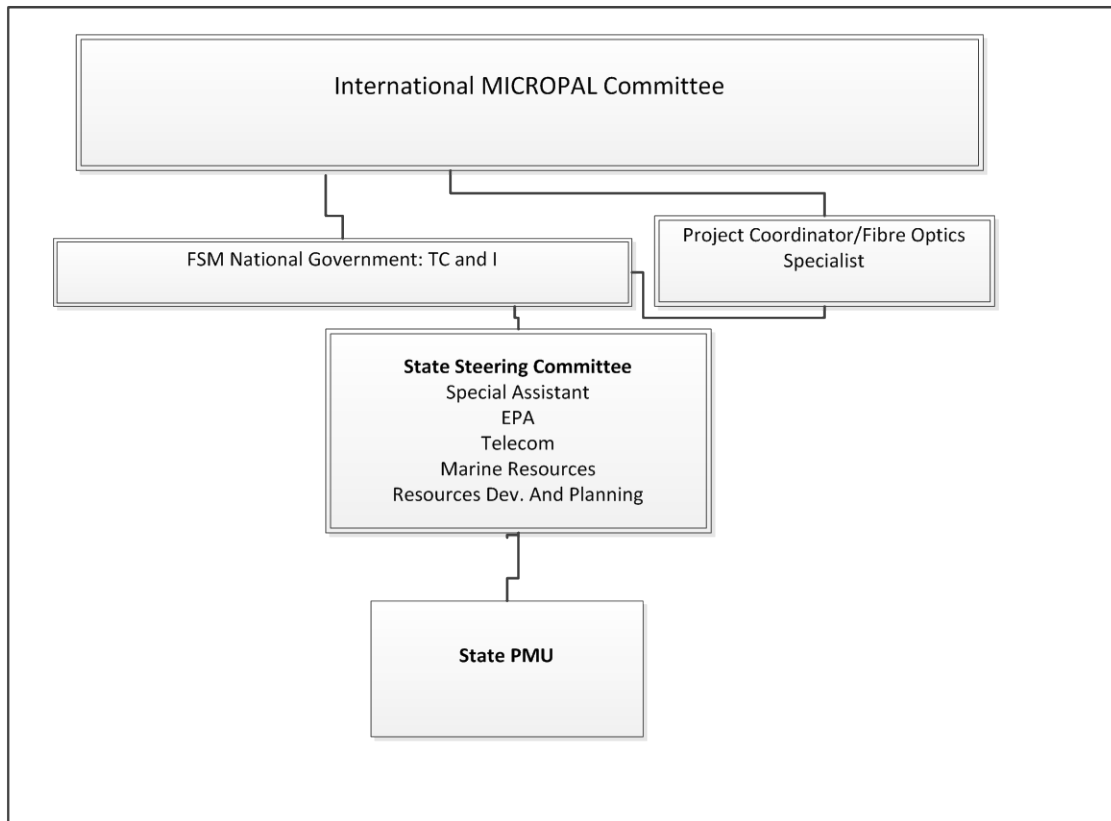 International MICROPAL Committee
FSM National Government: TC and I
Project Coordinator/Fibre Optics
Specialist
State Steering Committee
Special Assistant
EPA
Telecom
Marine Resources
Resources Dev. And Planning
State PMU